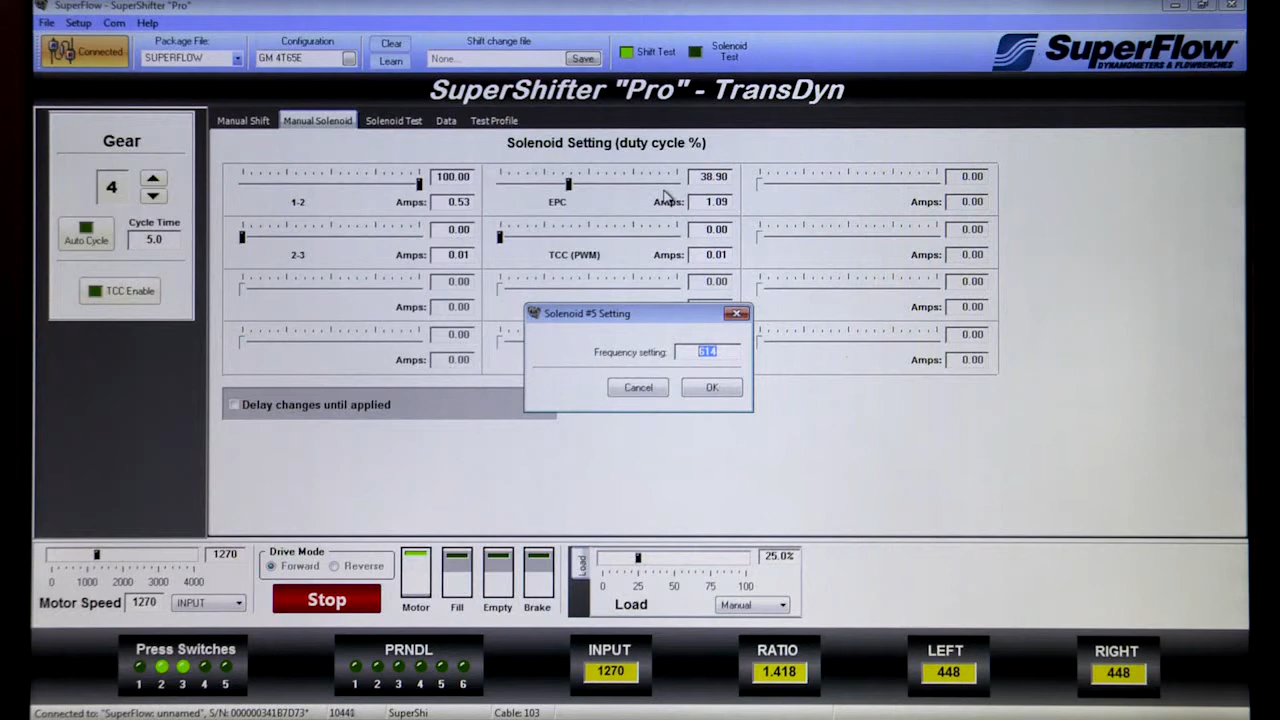 SuperFlow - SuperShifter "Pro"
File Setup Com Help
Connected
Package File:
SUPERFLOW
Configuration
GM 4T65E
Clear
Learn
Shift change file
None...
Save
Shift Test
Solenoid
Test
SuperFlow
DYNAMOMETERS & FLOWBENCHES
SuperShifter "Pro" - TransDyn
Gear
4
Auto Cycle
Cycle Time
5.0
TCC Enable
Manual Shift Manual Solenoid Solenoid Test Data Test Profile
Solenoid Setting (duty cycle %)
100.00 38.90 0.00
1-2 Amps: 0.53 EPC Amps: 1.09 Amps: 0.00
0.00 0.00 0.00
2-3 Amps: 0.01 TCC (PWM) Amps: 0.01 Amps: 0.00
0.00 0.00 0.00
Amps: 0.00 Amps: 0.00
0.00 0.00
Amps: 0.00 Amps: 0.00
Solenoid #5 Setting
Frequency setting: 614
Cancel OK
Delay changes until applied
1270
0 1000 2000 3000 4000
Motor Speed 1270 INPUT
Drive Mode
Forward Reverse
Stop
Motor Fill Empty Brake
Load
25.0%
0 25 50 75 100
Load Manual
Press Switches
1 2 3 4 5
PRNDL
1 2 3 4 5 6
INPUT
1270
RATIO
1.418
LEFT
448
RIGHT
448
Connected to: "SuperFlow: unnamed", S/N: 000000341B7D73* 10441 SuperShi Cable: 103